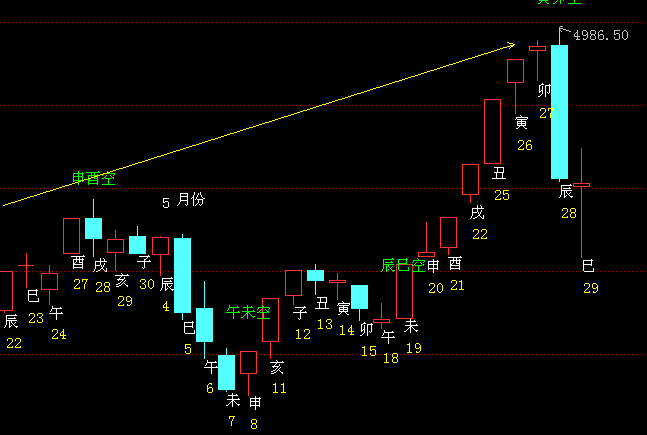 寅卯空
4986.50
卯
27
寅
26
丑
25
申酉空
5 月份
戌
22
辰
28
酉
27
戌
28
亥
29
子
30
辰
4
辰巳空
申
20
酉
21
巳
29
巳
23
午
24
辰
22
午未空
子
12
丑
13
寅
14
卯
15
午
18
未
19
巳
5
午
6
亥
11
未
7
申
8